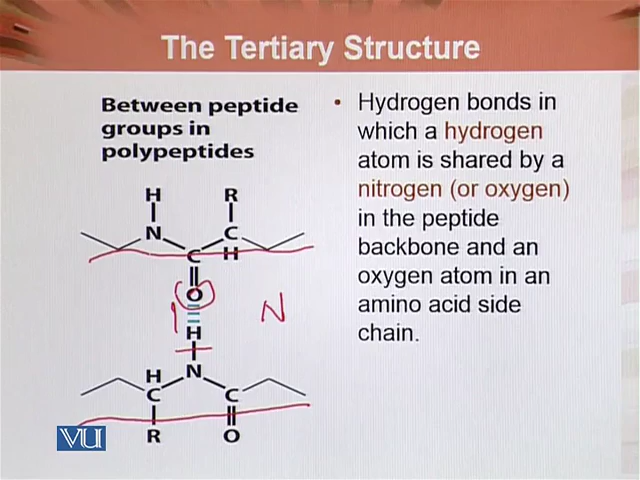 The Tertiary Structure
Between peptide
groups in
polypeptides
• Hydrogen bonds in
which a hydrogen
atom is shared by a
nitrogen (or oxygen)
in the peptide
backbone and an
oxygen atom in an
amino acid side
chain.
H R
N C
C H
O
N
H
H N
C C
R O
VU